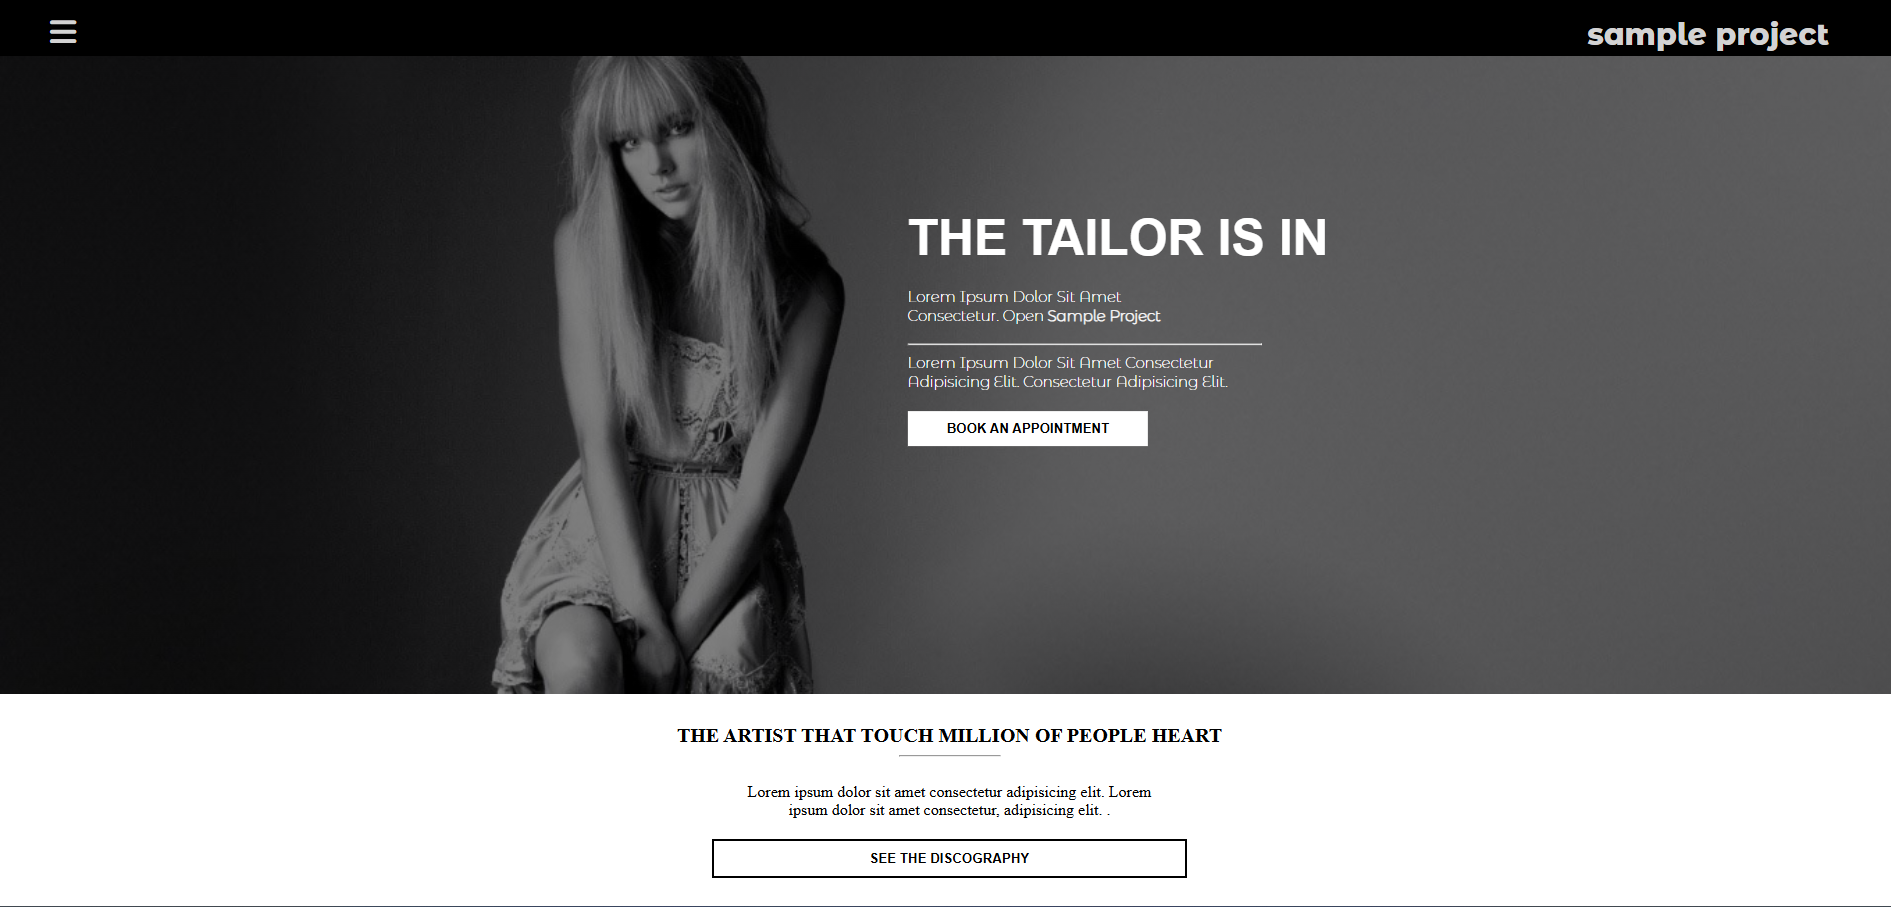 sample project
THE TAILOR IS IN
Lorem Ipsum Dolor Sit Amet
Consectetur. Open Sample Project
Lorem Ipsum Dolor Sit Amet Consectetur
Adipisicing Elit. Consectetur Adipisicing Elit.
BOOK AN APPOINTMENT
THE ARTIST THAT TOUCH MILLION OF PEOPLE HEART
Lorem ipsum dolor sit amet consectetur adipisicing elit. Lorem
ipsum dolor sit amet consectetur, adipisicing elit. .
SEE THE DISCOGRAPHY